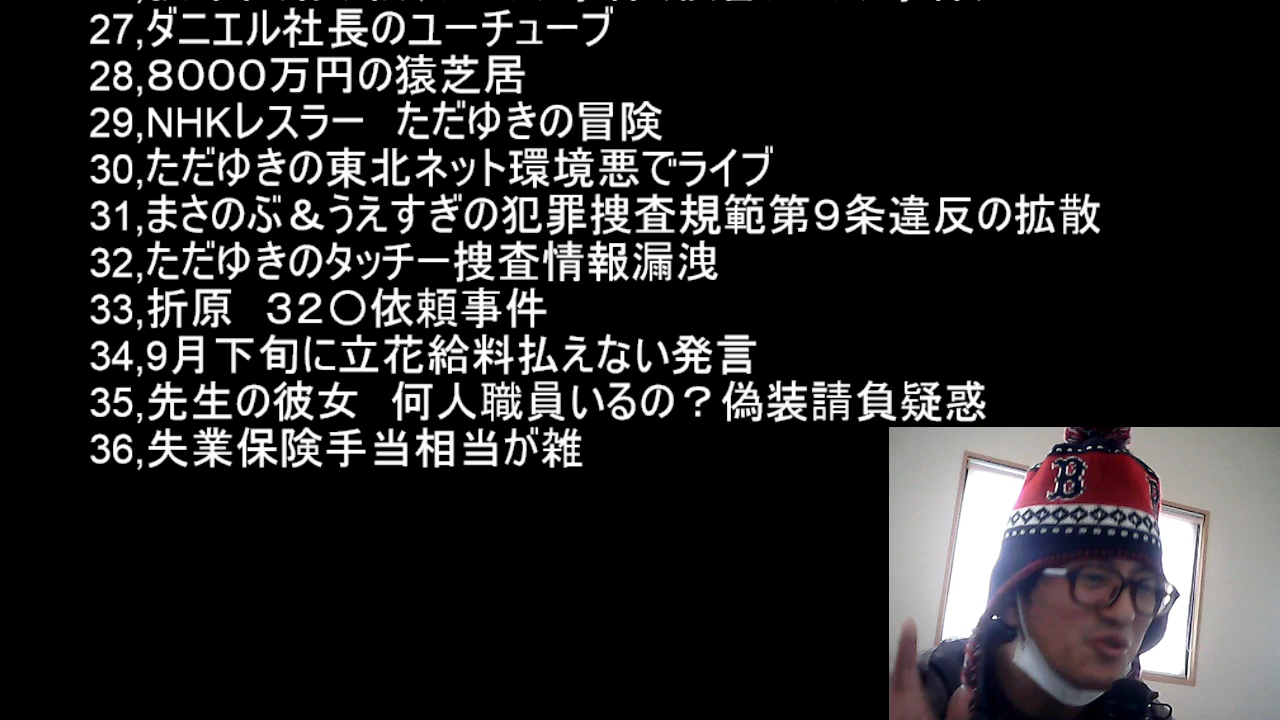 27,ダニエル社長のユーチューブ
28,８０００万円の猿芝居
29,NHKレスラー　ただゆきの冒険
30,ただゆきの東北ネット環境悪でライブ
31,まさのぶ＆うえすぎの犯罪捜査規範第９条違反の拡散
32,ただゆきのタッチー捜査情報漏洩
33,折原　３２〇依頼事件
34,9月下旬に立花給料払えない発言
35,先生の彼女　何人職員いるの？偽装請負疑惑
36,失業保険手当相当が雑
B